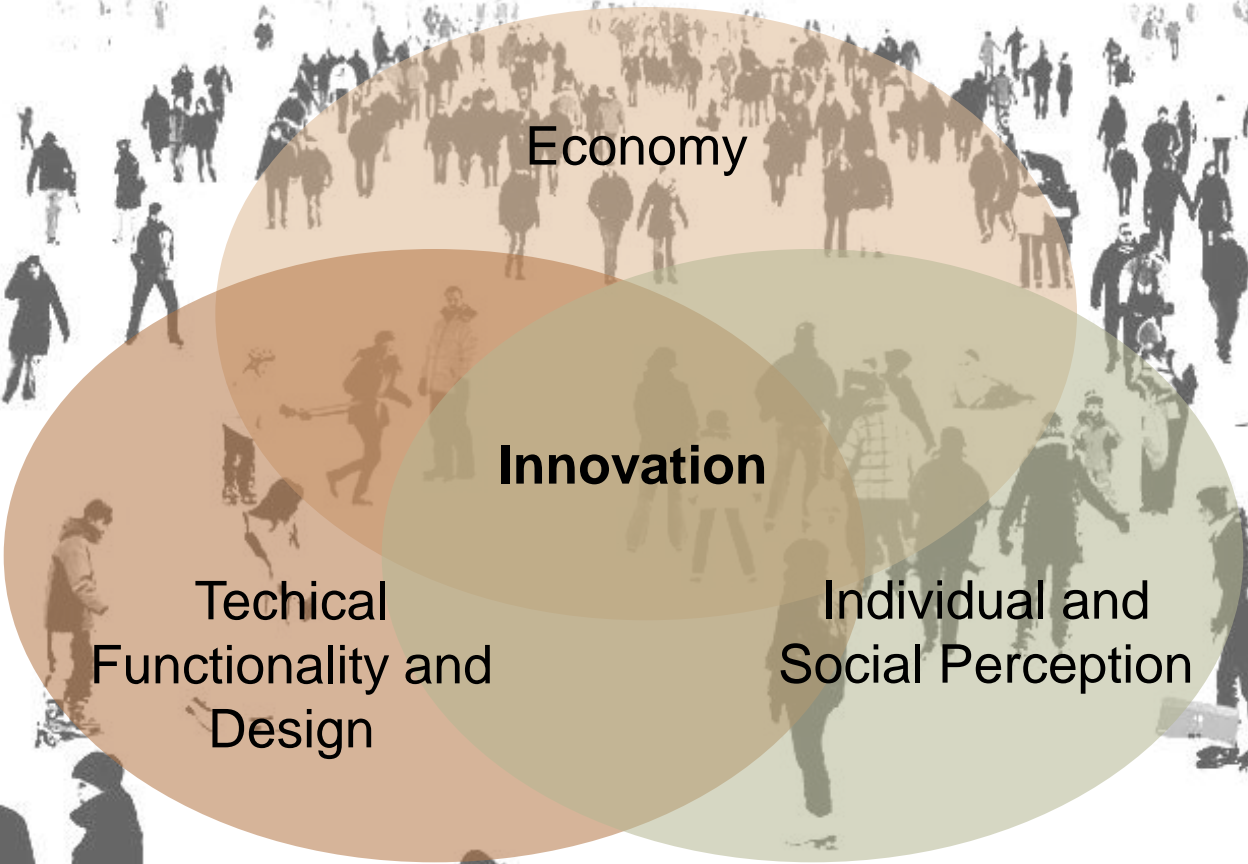 Economy
Innovation
Techical
Functionality and
Design
Individual and
Social Perception